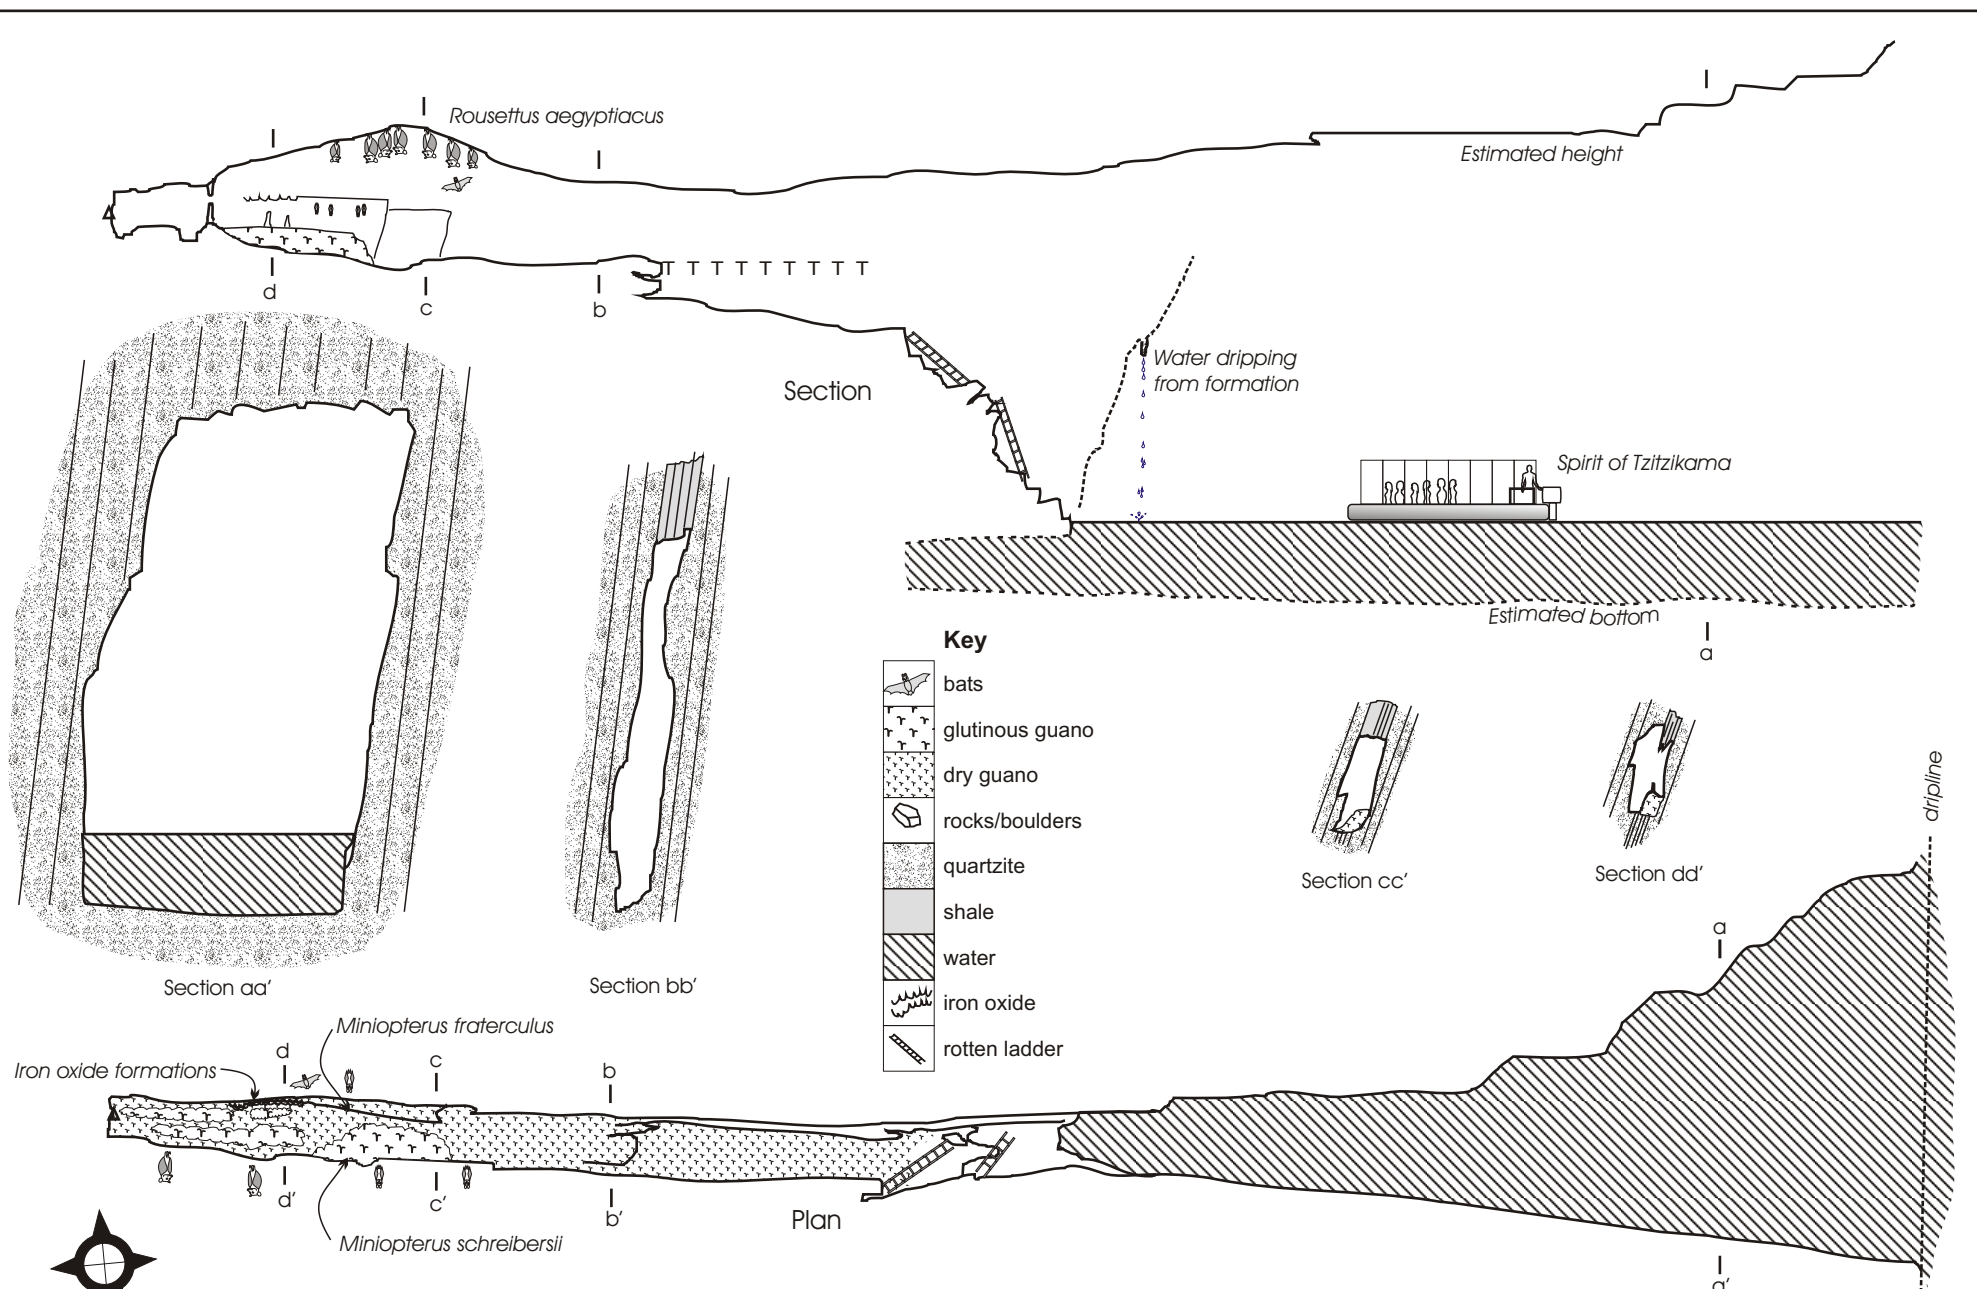 Rousettus aegyptiacus
Estimated height
d
c
b
T T T T T T T T T
Water dripping
from formation
Section
Spirit of Tzitzikama
Estimated bottom
a
Key
bats
glutinous guano
dry guano
rocks/boulders
quartzite
shale
water
iron oxide
rotten ladder
Section aa'
Section bb'
Section cc'
Section dd'
dripline
Miniopterus fraterculus
Iron oxide formations
d
c
b
a
d'
c'
b'
a'
Plan
Miniopterus schreibersii